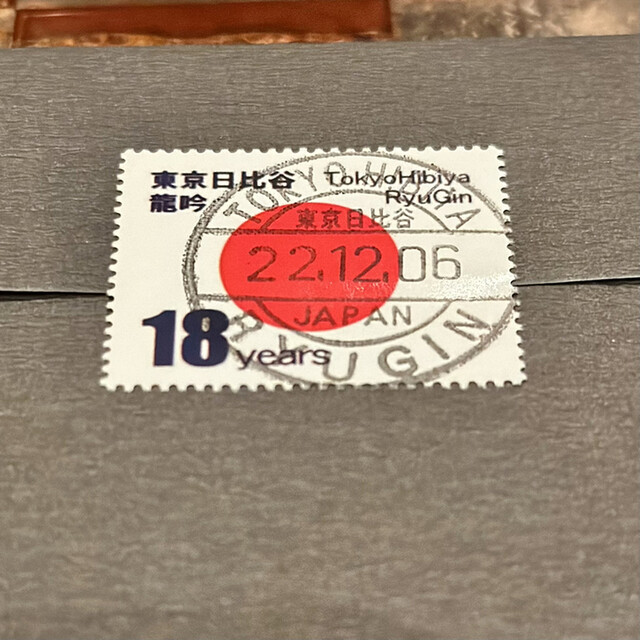 東京日比谷
龍吟
TokyoHibiya
RyuGin
18 years
TOKYO HIBIYA
東京日比谷
22.12.06
JAPAN
RYUGIN